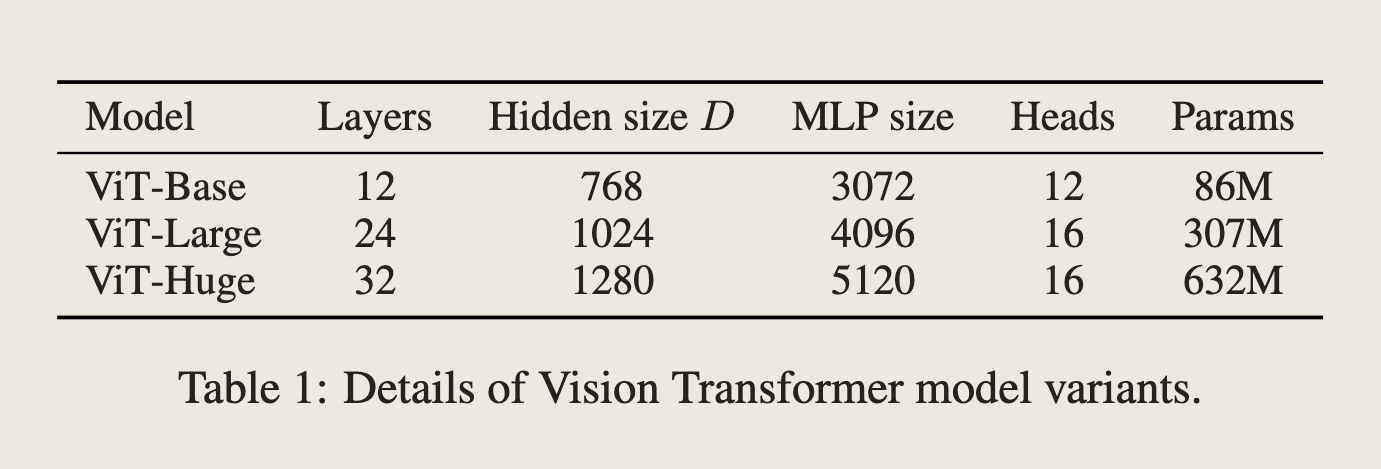 Model Layers Hidden size D MLP size Heads Params
ViT-Base 12 768 3072 12 86M
ViT-Large 24 1024 4096 16 307M
ViT-Huge 32 1280 5120 16 632M
Table 1: Details of Vision Transformer model variants.